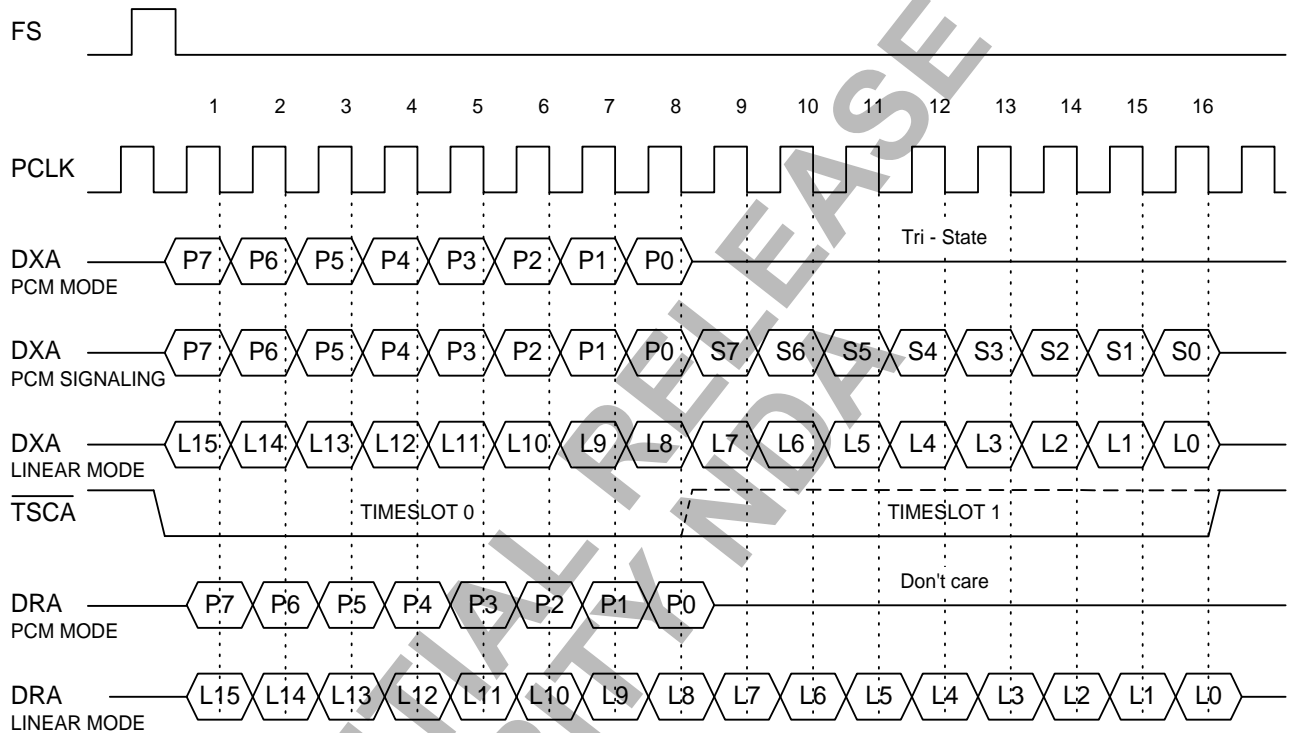 FS
1 2 3 4 5 6 7 8 9 10 11 12 13 14 15 16
PCLK
Tri - State
DXA P7 P6 P5 P4 P3 P2 P1 P0
PCM MODE
DXA P7 P6 P5 P4 P3 P2 P1 P0 S7 S6 S5 S4 S3 S2 S1 S0
PCM SIGNALING
DXA L15 L14 L13 L12 L11 L10 L9 L8 L7 L6 L5 L4 L3 L2 L1 L0
LINEAR MODE
TSCA TIMESLOT 0 TIMESLOT 1
Don't care
DRA P7 P6 P5 P4 P3 P2 P1 P0
PCM MODE
DRA L15 L14 L13 L12 L11 L10 L9 L8 L7 L6 L5 L4 L3 L2 L1 L0
LINEAR MODE
RELEASE
NDA